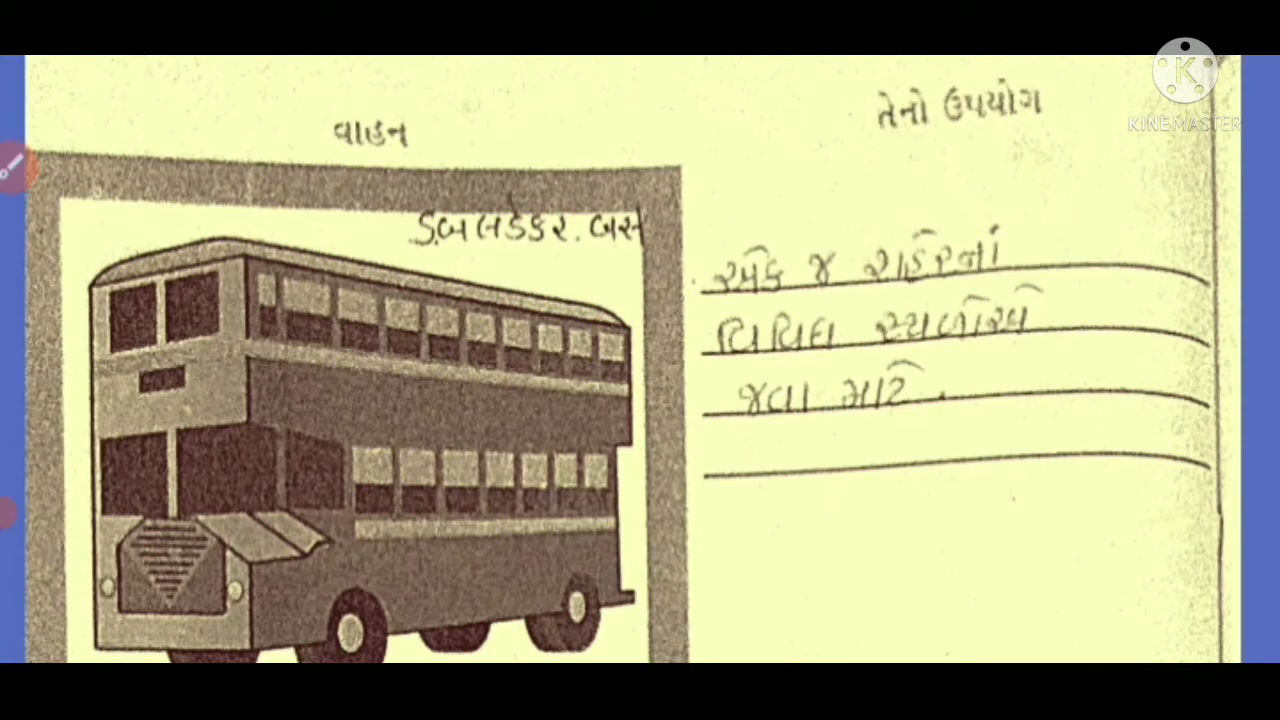 વાહન
તેનો ઉપયોગ
ડબલડેકર. બસ
એક જ શહેરનાં
વિવિધ સ્થળોએ
જવા માટે.
K
KINEMASTER